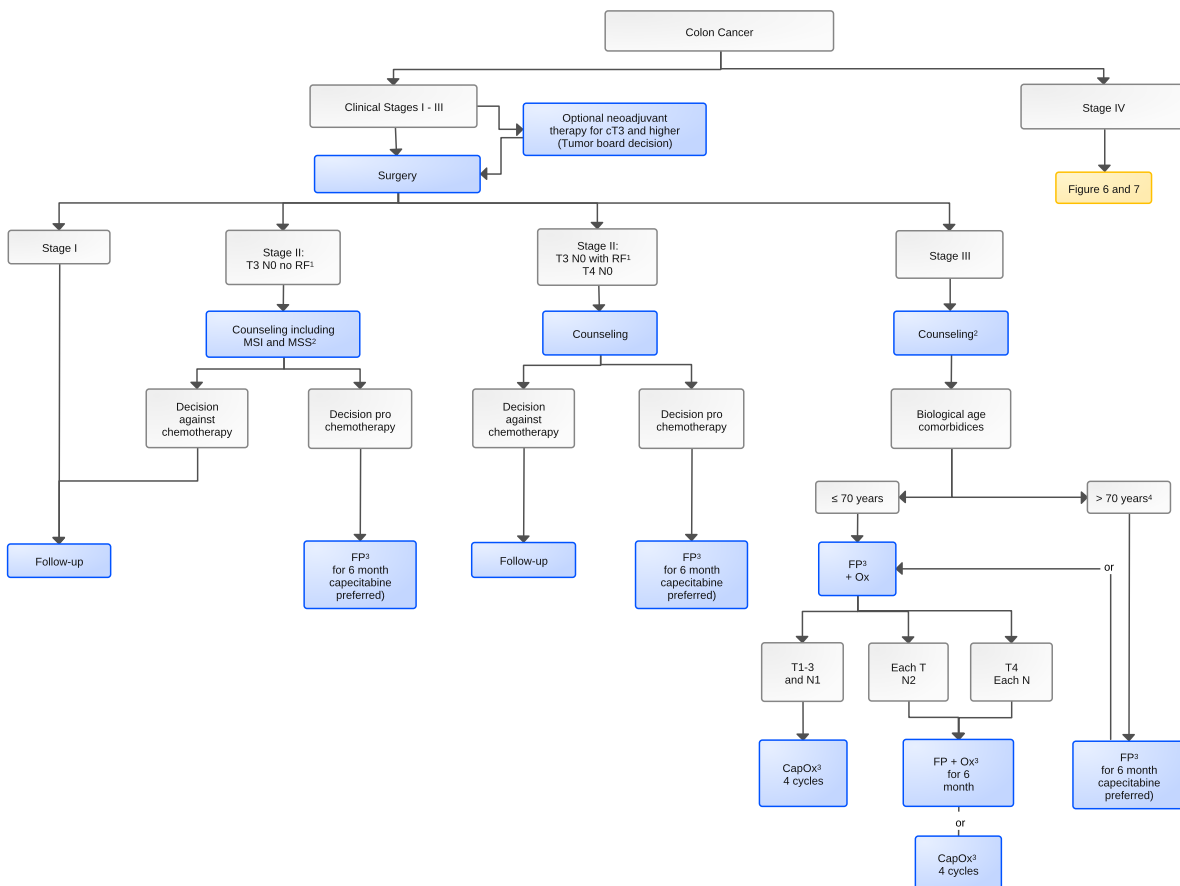 Colon Cancer
Clinical Stages I - III
Optional neoadjuvant
therapy for cT3 and higher
(Tumor board decision)
Stage IV
Surgery
Figure 6 and 7
Stage I
Stage II:
T3 N0 no RF¹
Stage II:
T3 N0 with RF¹
T4 N0
Stage III
Counseling including
MSI and MSS²
Counseling
Counseling²
Decision
against
chemotherapy
Decision pro
chemotherapy
Decision
against
chemotherapy
Decision pro
chemotherapy
Biological age
comorbidices
≤ 70 years
> 70 years⁴
Follow-up
FP³
for 6 month
capecitabine
preferred)
Follow-up
FP³
for 6 month
capecitabine
preferred)
FP³
+ Ox
or
T1-3
and N1
Each T
N2
T4
Each N
CapOx³
4 cycles
FP + Ox³
for 6
month
FP³
for 6 month
capecitabine
preferred)
or
CapOx³
4 cycles